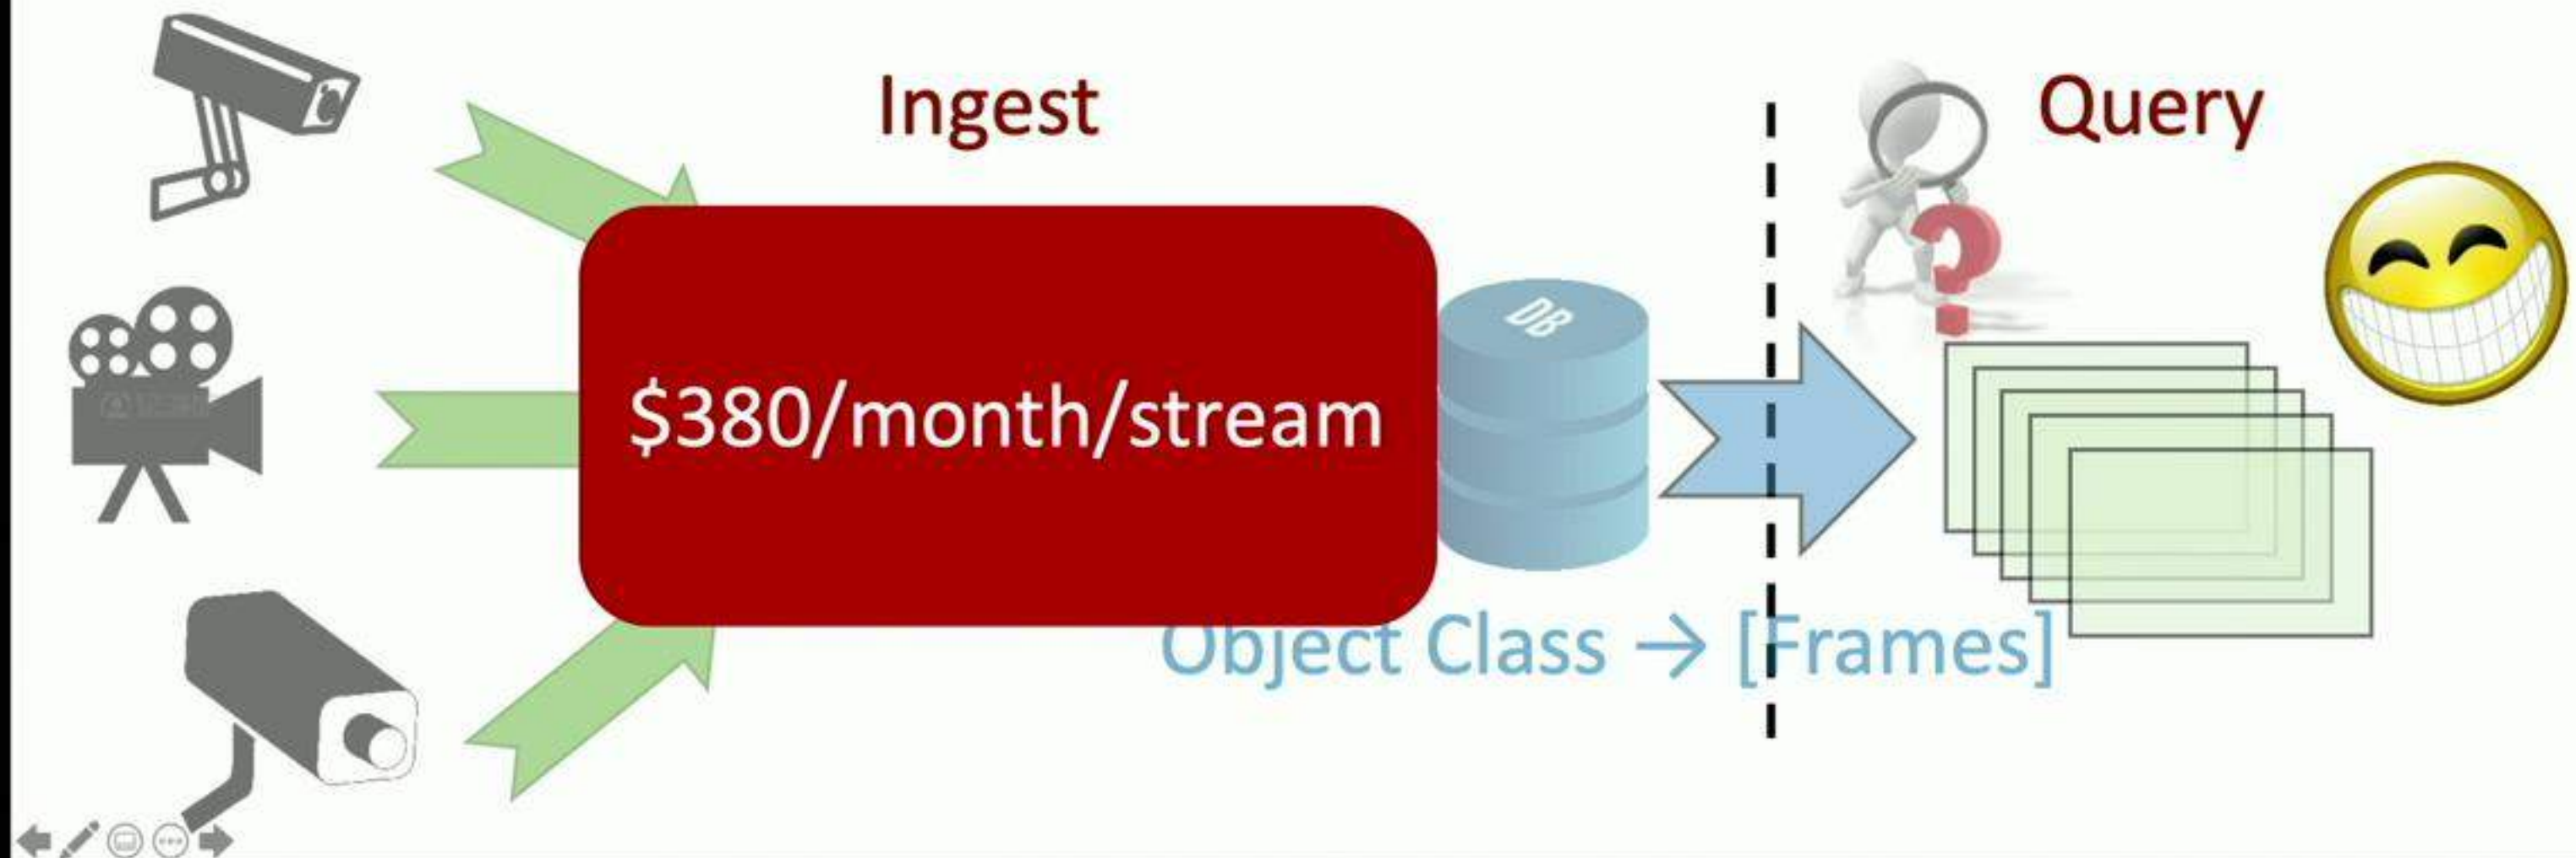 Ingest
Query
DB
$380/month/stream
Object Class → [Frames]